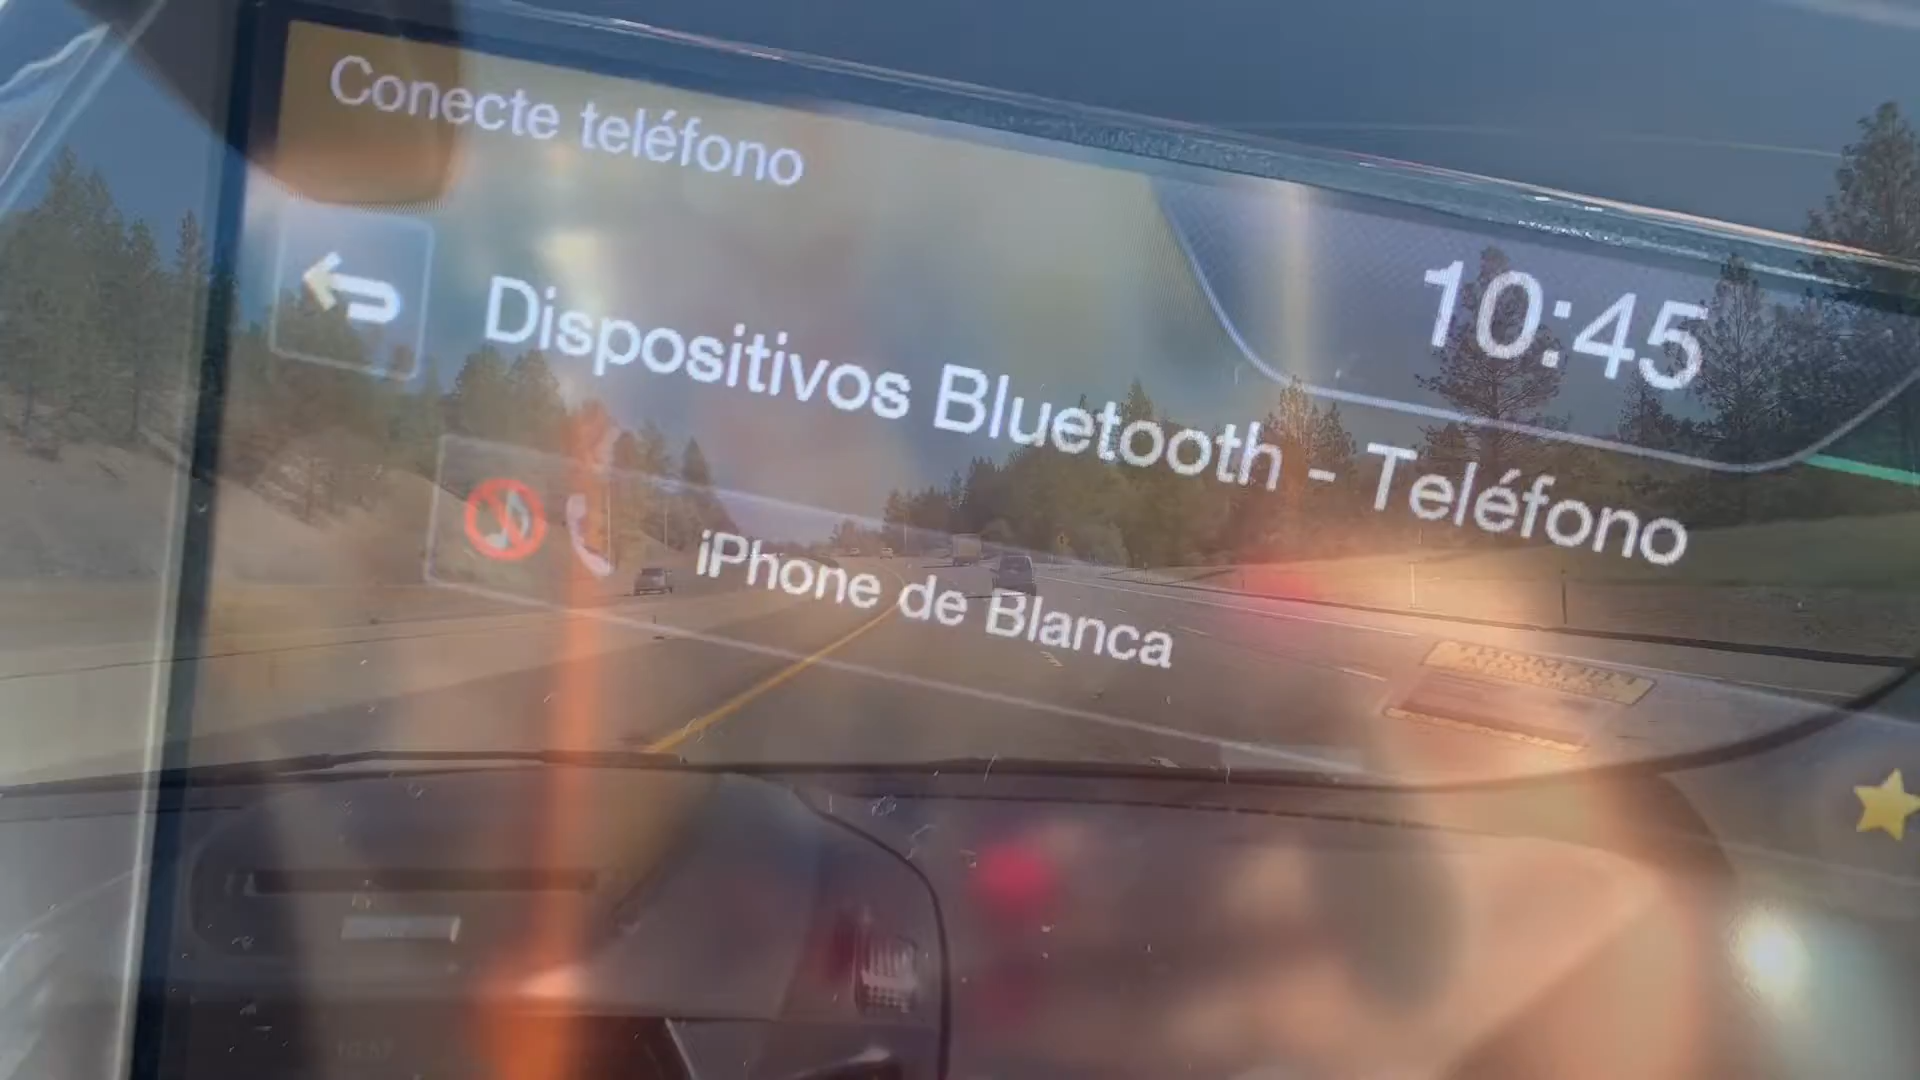 Conecte teléfono
10:45
Dispositivos Bluetooth - Teléfono
iPhone de Blanca